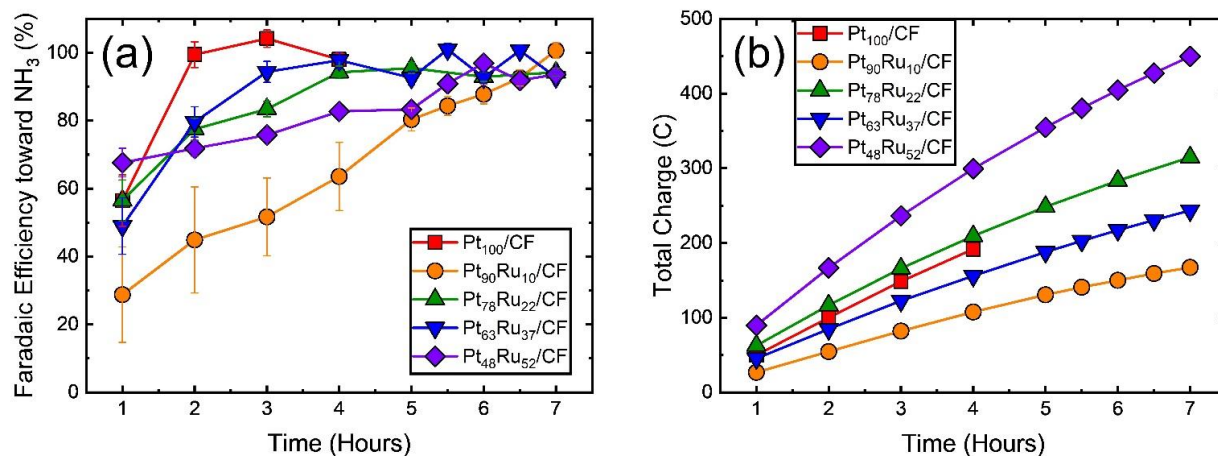 (a)
Faradaic Efficiency toward NH₃ (%)
100
80
60
40
20
0
Pt₁₀₀/CF
Pt₉₀Ru₁₀/CF
Pt₇₈Ru₂₂/CF
Pt₆₃Ru₃₇/CF
Pt₄₈Ru₅₂/CF
1 2 3 4 5 6 7
Time (Hours)
(b)
Total Charge (C)
500
400
300
200
100
0
Pt₁₀₀/CF
Pt₉₀Ru₁₀/CF
Pt₇₈Ru₂₂/CF
Pt₆₃Ru₃₇/CF
Pt₄₈Ru₅₂/CF
1 2 3 4 5 6 7
Time (Hours)